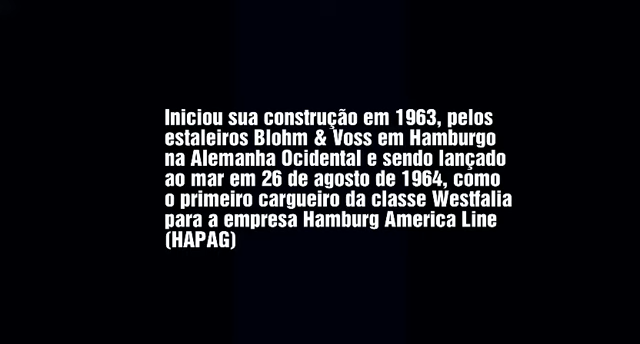 Iniciou sua construção em 1963, pelos
estaleiros Blohm & Voss em Hamburgo
na Alemanha Ocidental e sendo lançado
ao mar em 26 de agosto de 1964, como
o primeiro cargueiro da classe Westfalia
para a empresa Hamburg America Line
(HAPAG)